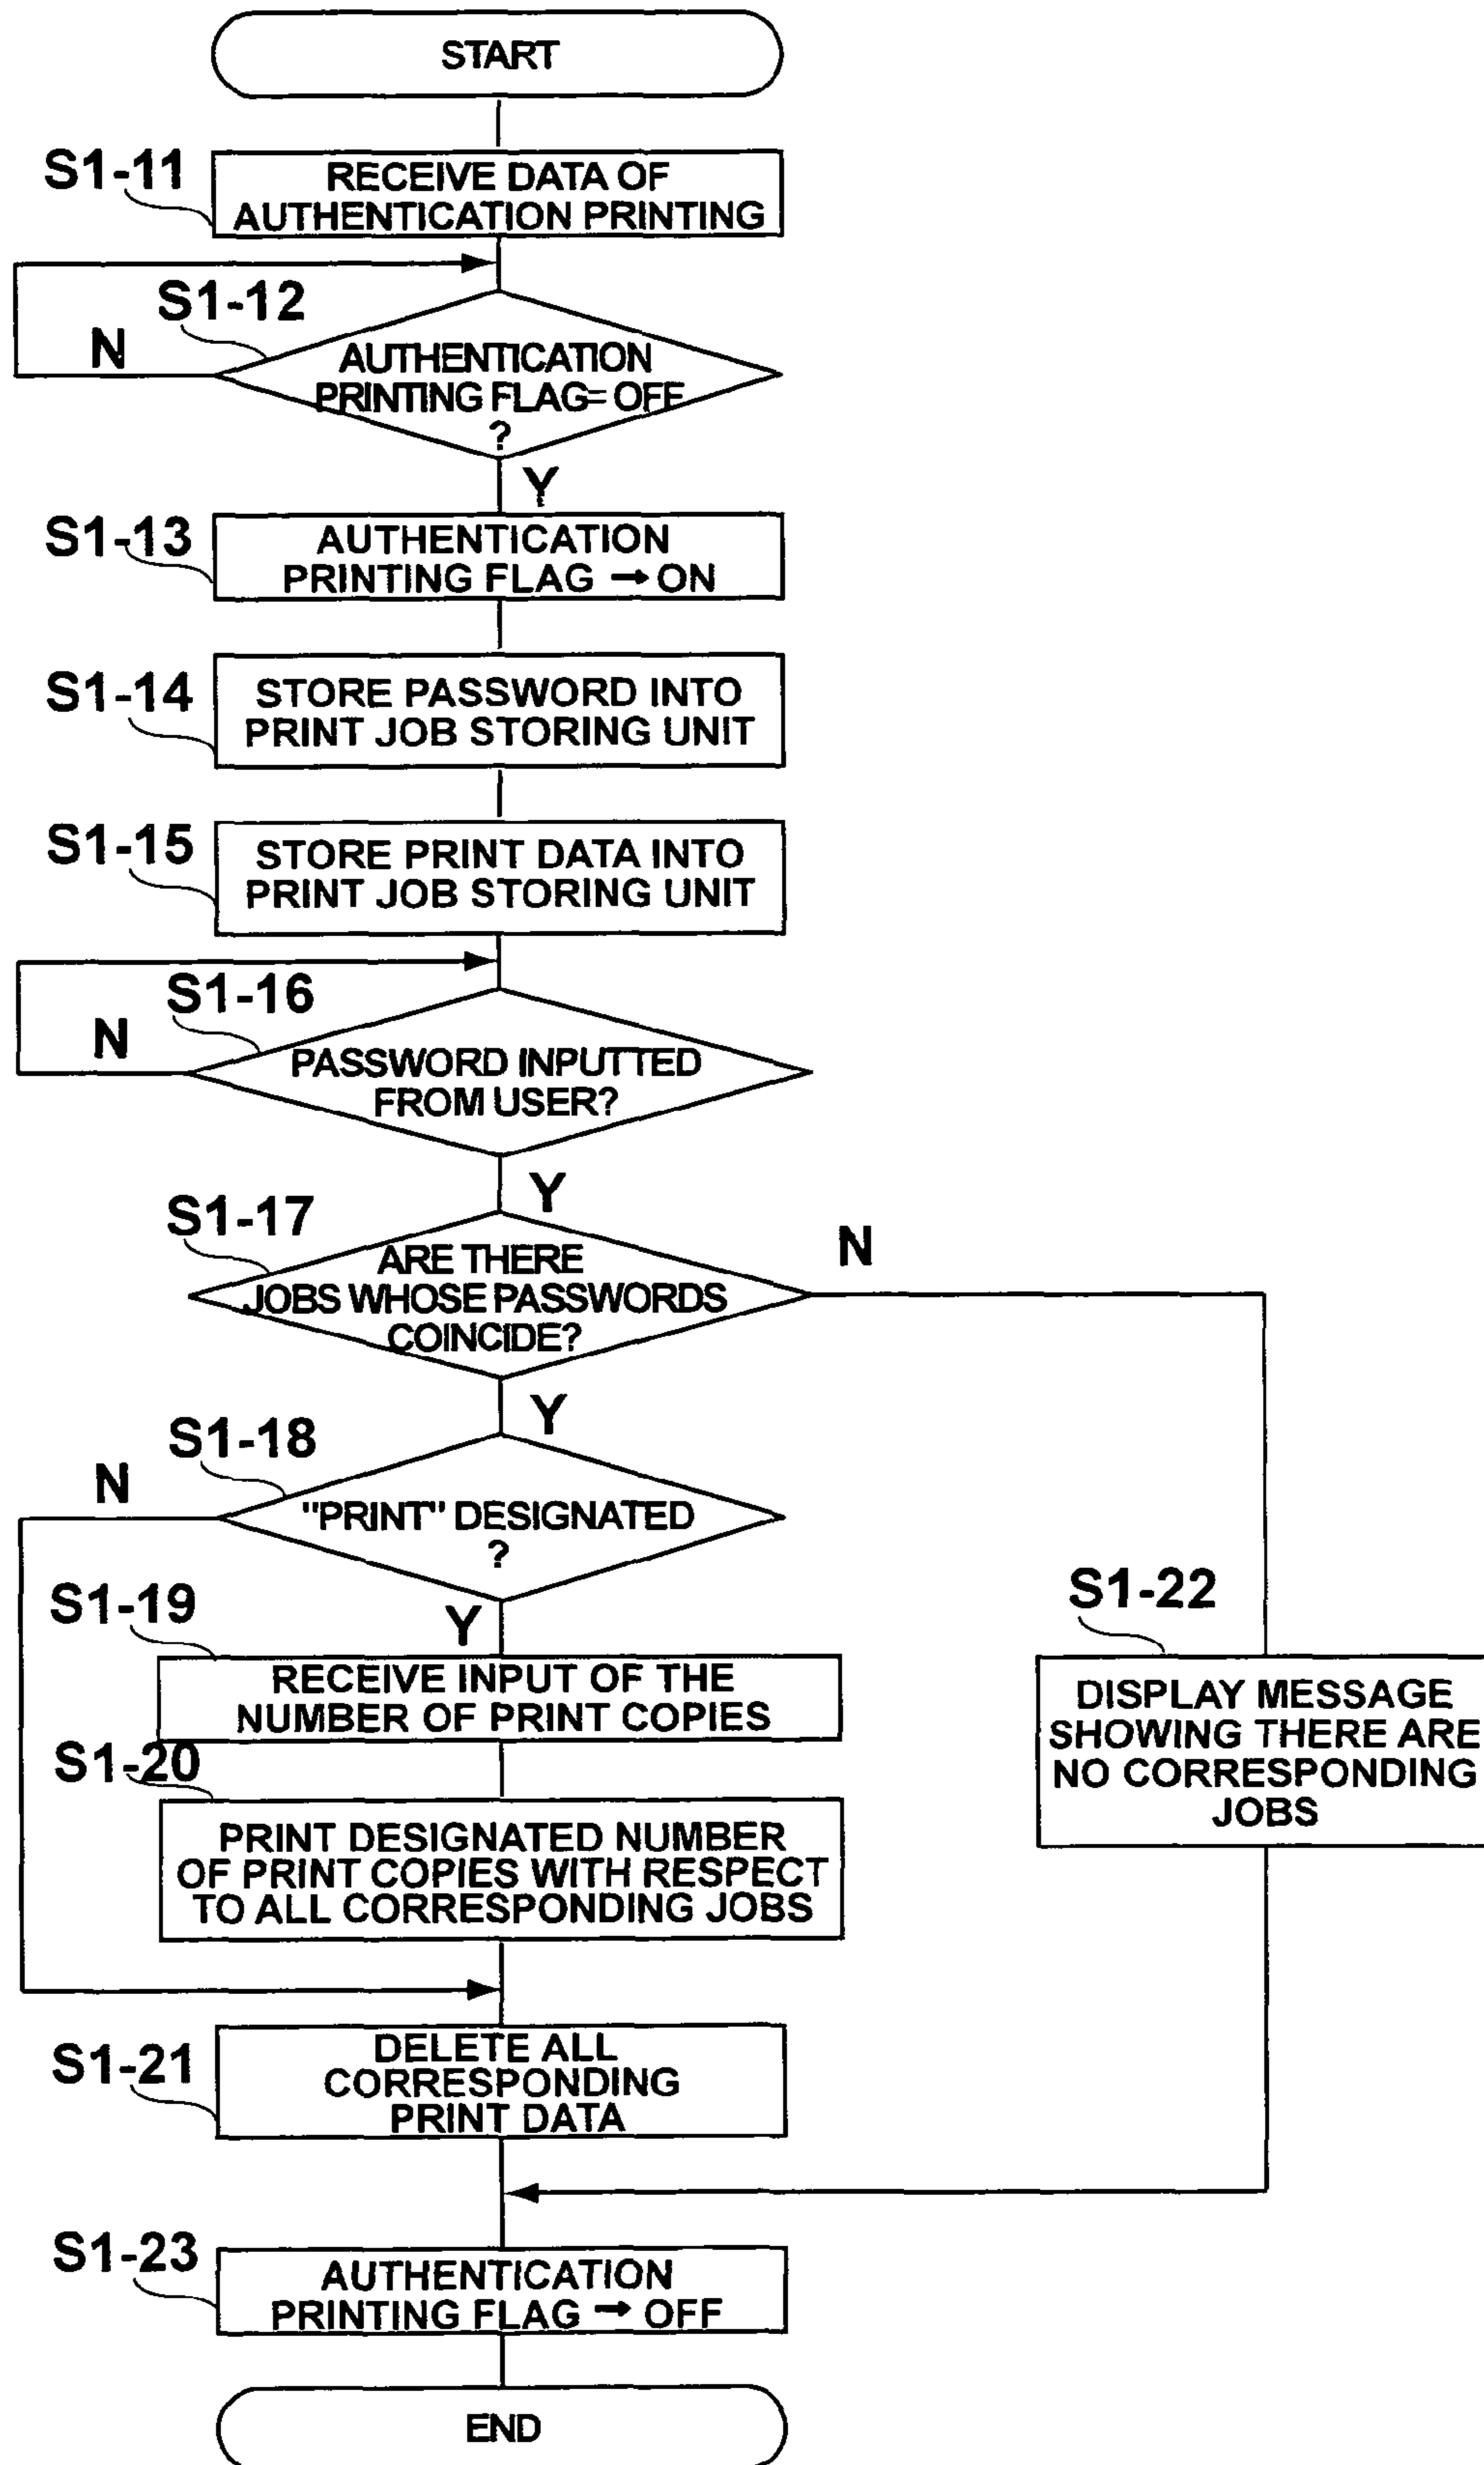 START
S1-11
RECEIVE DATA OF
AUTHENTICATION PRINTING
S1-12
N
AUTHENTICATION
PRINTING FLAG= OFF
?
Y
S1-13
AUTHENTICATION
PRINTING FLAG → ON
S1-14
STORE PASSWORD INTO
PRINT JOB STORING UNIT
S1-15
STORE PRINT DATA INTO
PRINT JOB STORING UNIT
S1-16
N
PASSWORD INPUTTED
FROM USER?
Y
S1-17
N
ARE THERE
JOBS WHOSE PASSWORDS
COINCIDE?
Y
S1-18
N
"PRINT" DESIGNATED
?
Y
S1-19
RECEIVE INPUT OF THE
NUMBER OF PRINT COPIES
S1-20
PRINT DESIGNATED NUMBER
OF PRINT COPIES WITH RESPECT
TO ALL CORRESPONDING JOBS
S1-22
DISPLAY MESSAGE
SHOWING THERE ARE
NO CORRESPONDING
JOBS
S1-21
DELETE ALL
CORRESPONDING
PRINT DATA
S1-23
AUTHENTICATION
PRINTING FLAG → OFF
END